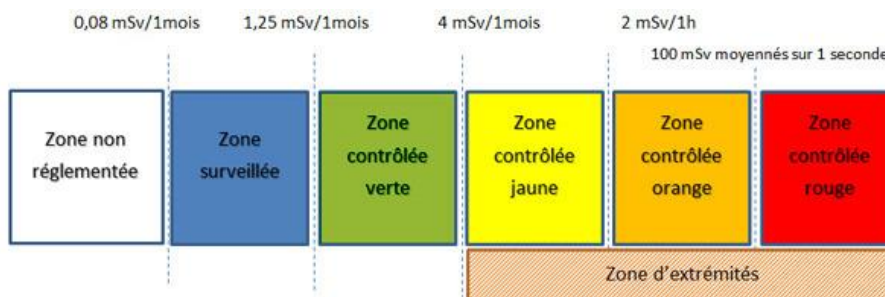 0,08 mSv/1mois
1,25 mSv/1mois
4 mSv/1mois
2 mSv/1h
100 mSv moyennés sur 1 seconde
Zone non
réglementée
Zone
surveillée
Zone
contrôlée
verte
Zone
contrôlée
jaune
Zone
contrôlée
orange
Zone
contrôlée
rouge
Zone d'extrémités